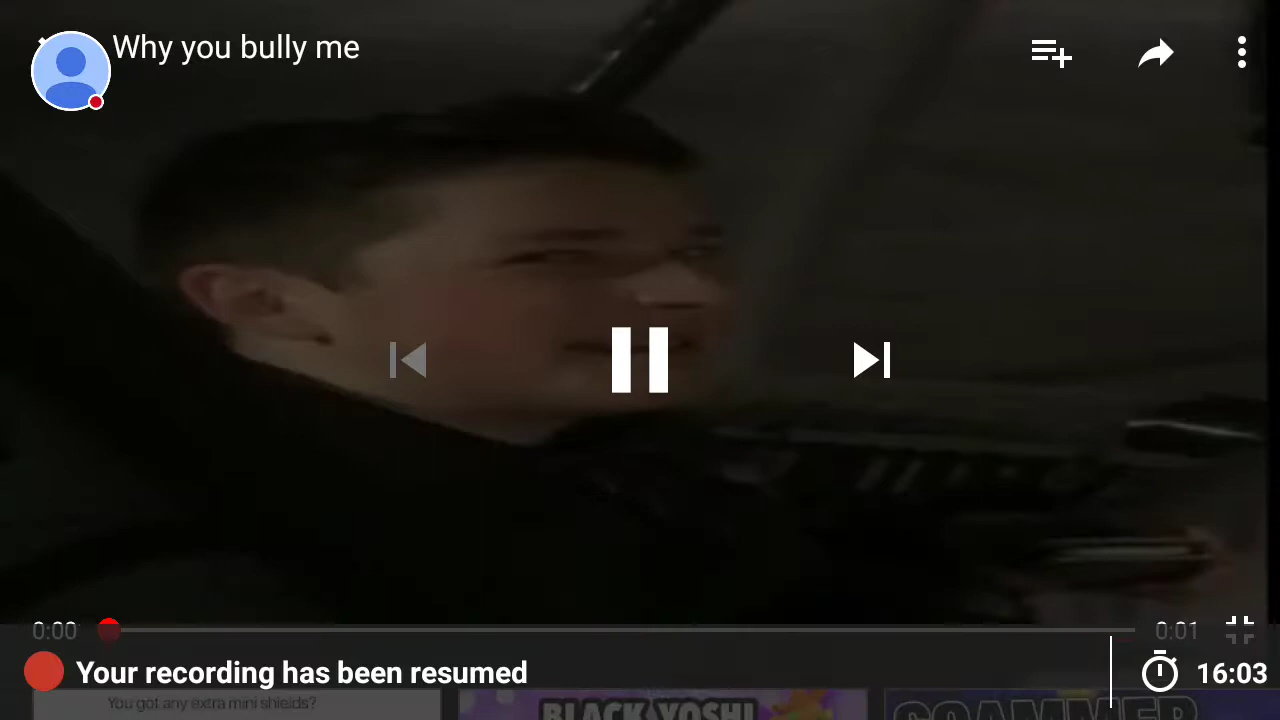 Why you bully me
0:00
0:01
Your recording has been resumed
16:03
You got any extra mini shields?
BLACK YOSHI
SCAMMER